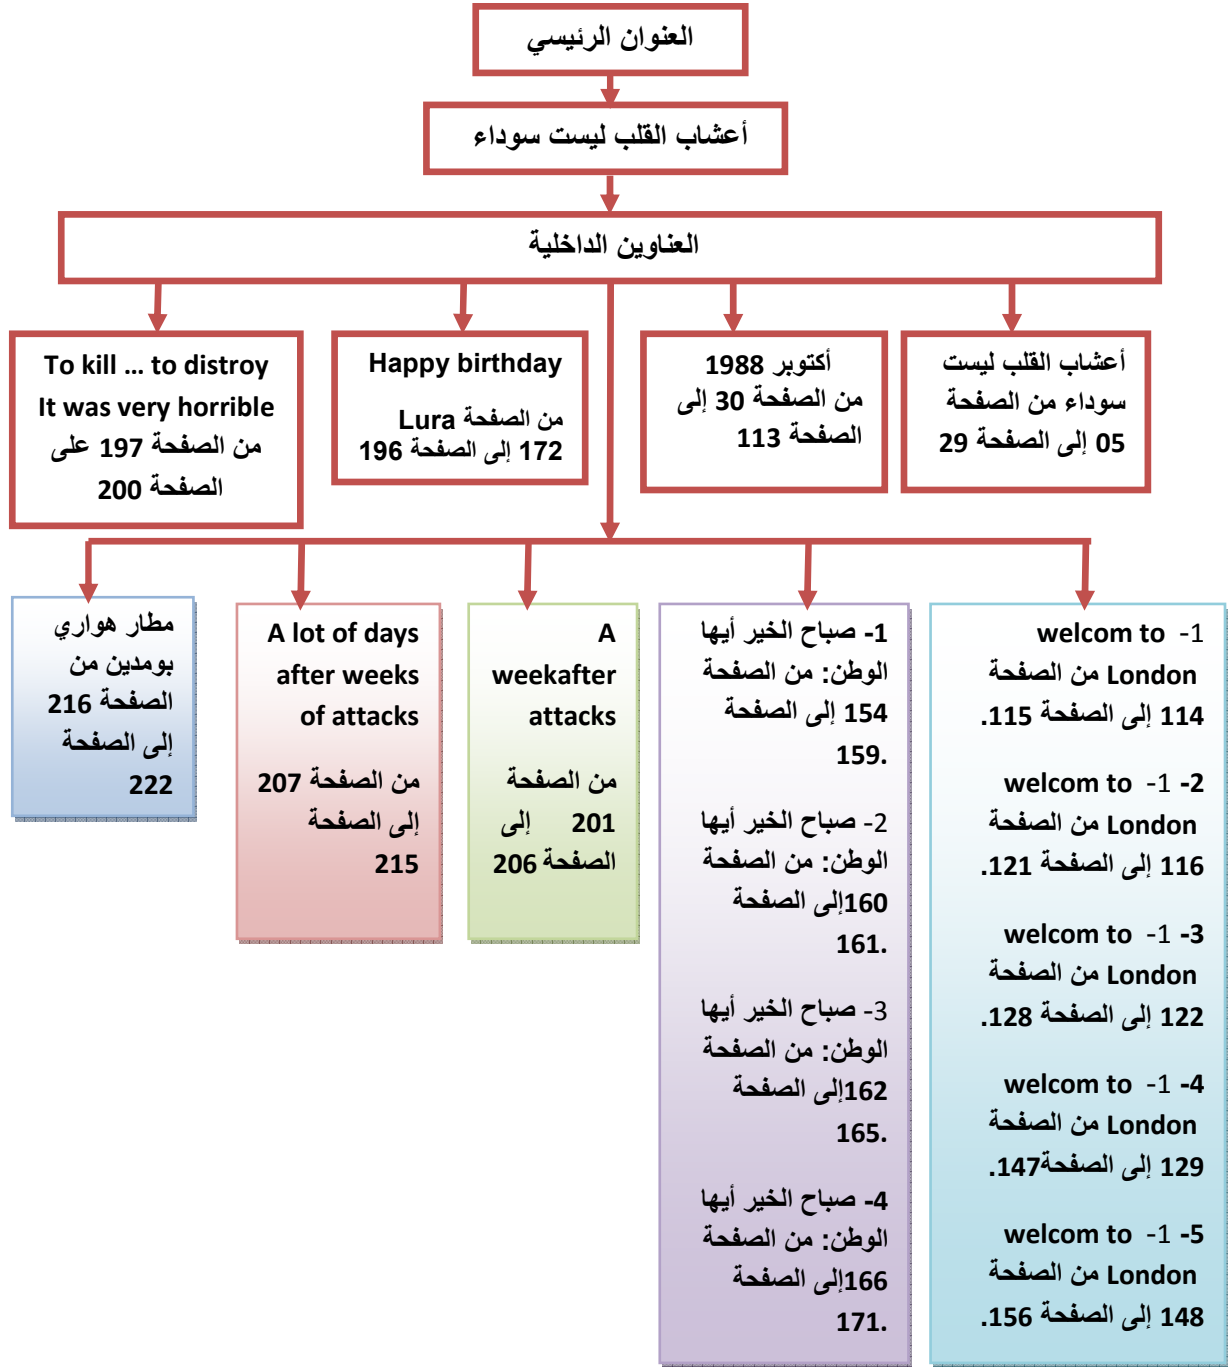 العنوان الرئيسي
أعشاب القلب ليست سوداء
العناوين الداخلية
أعشاب القلب ليست
سوداء من الصفحة
05 إلى الصفحة 29
أكتوبر 1988
من الصفحة 30 إلى
الصفحة 113
Happy birthday
Lura من الصفحة
172 إلى الصفحة 196
To kill ... to distroy
It was very horrible
من الصفحة 197 على
الصفحة 200
1- welcom to
London من الصفحة
114 إلى الصفحة 115.
2- 1- welcom to
London من الصفحة
116 إلى الصفحة 121.
3- 1- welcom to
London من الصفحة
122 إلى الصفحة 128.
4- 1- welcom to
London من الصفحة
129 إلى الصفحة147.
5- 1- welcom to
London من الصفحة
148 إلى الصفحة 156.
1- صباح الخير أيها
الوطن: من الصفحة
154 إلى الصفحة
159.
2- صباح الخير أيها
الوطن: من الصفحة
160إلى الصفحة
161.
3- صباح الخير أيها
الوطن: من الصفحة
162إلى الصفحة
165.
4- صباح الخير أيها
الوطن: من الصفحة
166إلى الصفحة
171.
A
weekafter
attacks
من الصفحة
201 إلى
الصفحة 206
A lot of days
after weeks
of attacks
من الصفحة 207
إلى الصفحة
215
مطار هواري
بومدين من
الصفحة 216
إلى الصفحة
222